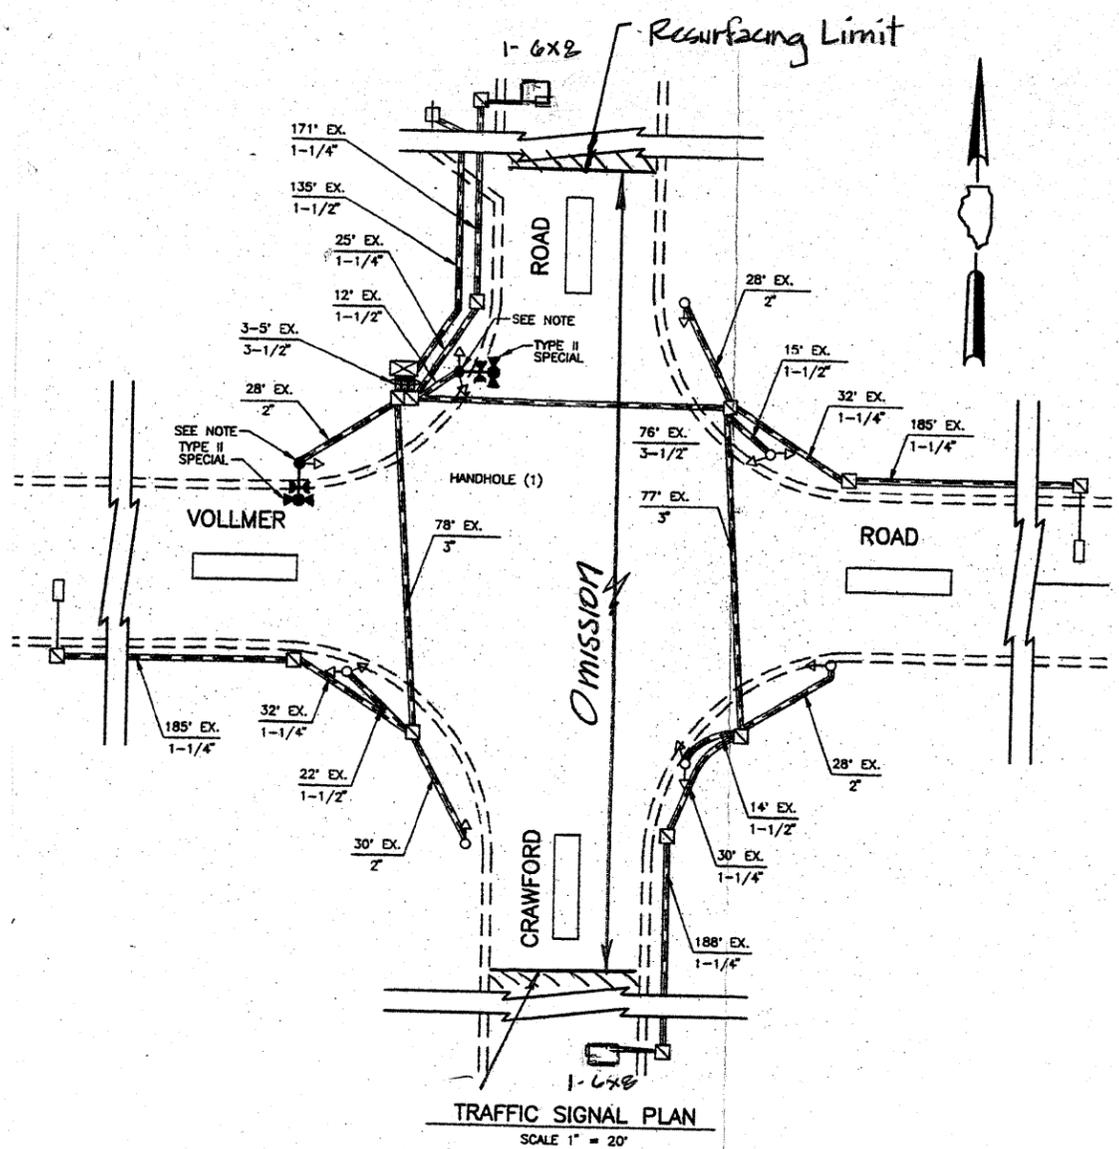 Resurfacing Limit
1- 6x8
171' EX.
1-1/4"
135' EX.
1-1/2"
25' EX.
1-1/4"
12' EX.
1-1/2"
3-5' EX.
3-1/2"
28' EX.
2"
SEE NOTE
TYPE II
SPECIAL
SEE NOTE
TYPE II
SPECIAL
ROAD
28' EX.
2"
15' EX.
1-1/2"
32' EX.
1-1/4"
185' EX.
1-1/4"
76' EX.
3-1/2"
77' EX.
3"
HANDHOLE (1)
VOLLMER
ROAD
78' EX.
3"
Omission
185' EX.
1-1/4"
32' EX.
1-1/4"
22' EX.
1-1/2"
30' EX.
2"
CRAWFORD
28' EX.
2"
14' EX.
1-1/2"
30' EX.
1-1/4"
188' EX.
1-1/4"
1- 6x8
TRAFFIC SIGNAL PLAN
SCALE 1" = 20'